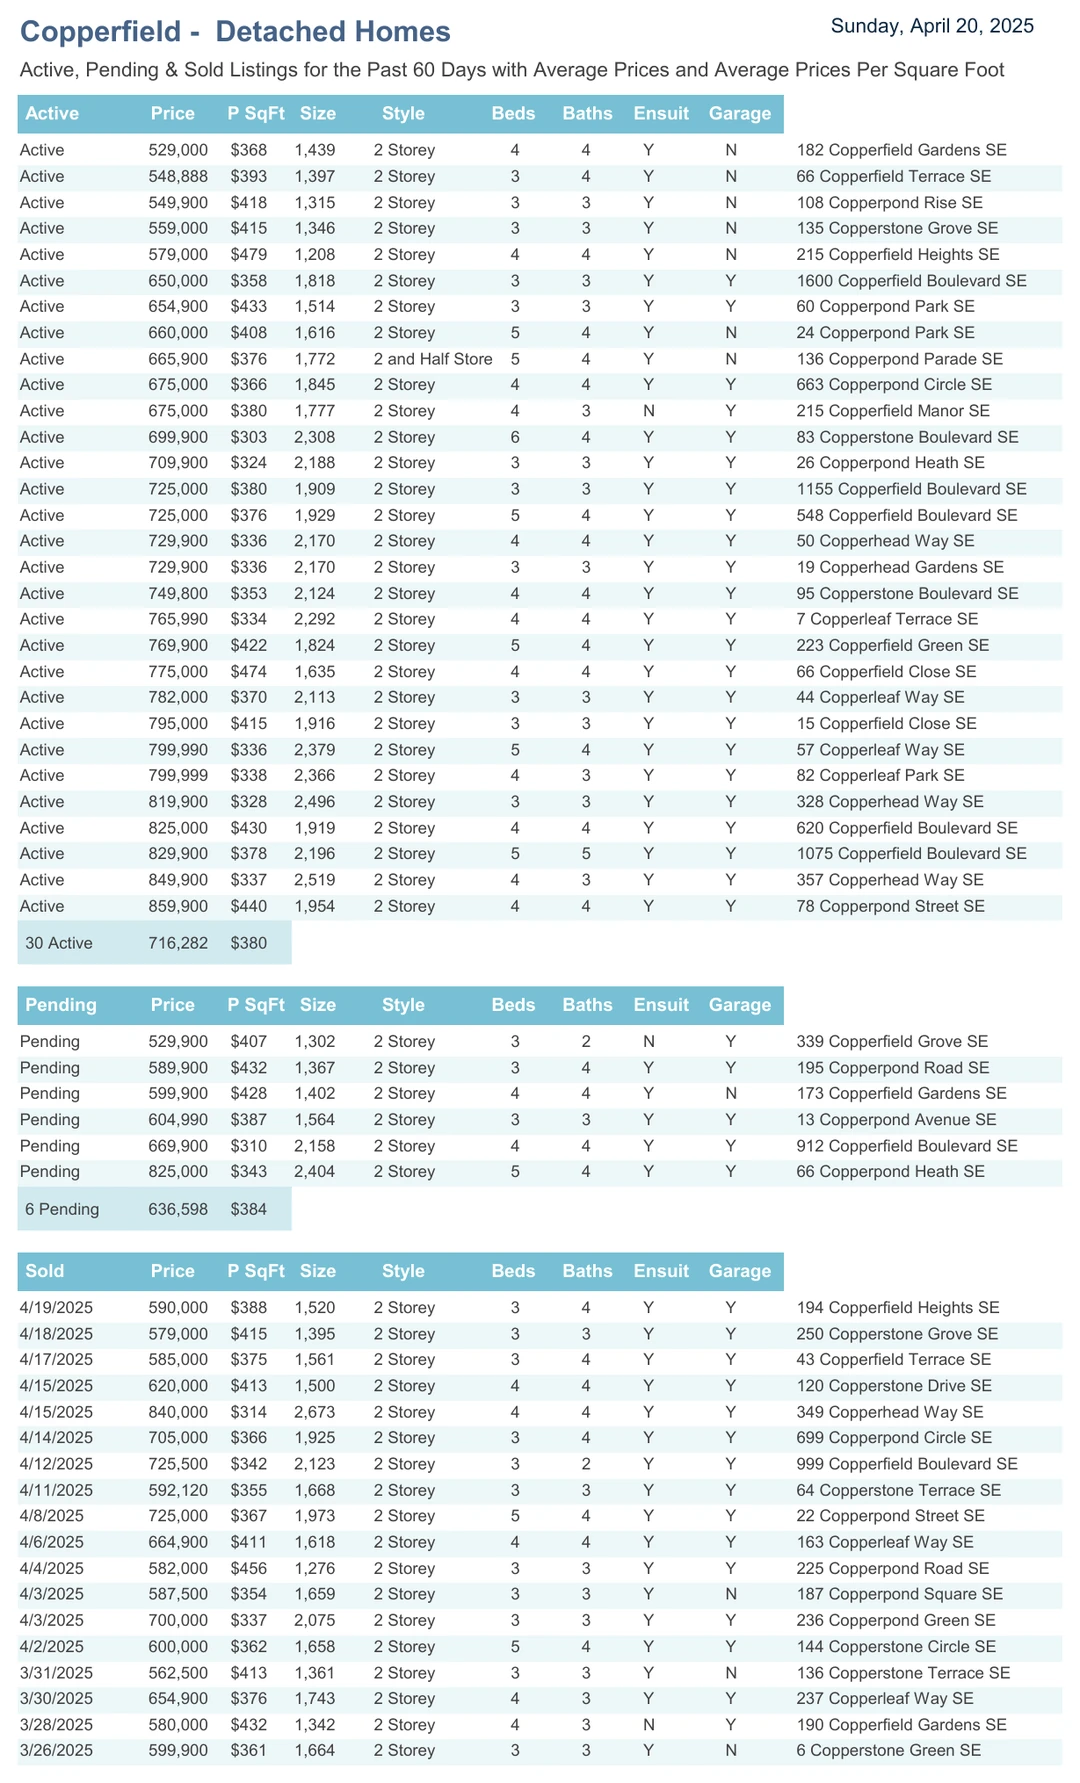 Copperfield -  Detached Homes
Sunday, April 20, 2025
Active, Pending & Sold Listings for the Past 60 Days with Average Prices and Average Prices Per Square Foot
Active Price P SqFt Size Style Beds Baths Ensuit Garage
Active 529,000 $368 1,439 2 Storey 4 4 Y N 182 Copperfield Gardens SE
Active 548,888 $393 1,397 2 Storey 3 4 Y N 66 Copperfield Terrace SE
Active 549,900 $418 1,315 2 Storey 3 3 Y N 108 Copperpond Rise SE
Active 559,000 $415 1,346 2 Storey 3 3 Y N 135 Copperstone Grove SE
Active 579,000 $479 1,208 2 Storey 4 4 Y N 215 Copperfield Heights SE
Active 650,000 $358 1,818 2 Storey 3 3 Y Y 1600 Copperfield Boulevard SE
Active 654,900 $433 1,514 2 Storey 3 3 Y Y 60 Copperpond Park SE
Active 660,000 $408 1,616 2 Storey 5 4 Y N 24 Copperpond Park SE
Active 665,900 $376 1,772 2 and Half Store 5 4 Y N 136 Copperpond Parade SE
Active 675,000 $366 1,845 2 Storey 4 4 Y Y 663 Copperpond Circle SE
Active 675,000 $380 1,777 2 Storey 4 3 N Y 215 Copperfield Manor SE
Active 699,900 $303 2,308 2 Storey 6 4 Y Y 83 Copperstone Boulevard SE
Active 709,900 $324 2,188 2 Storey 3 3 Y Y 26 Copperpond Heath SE
Active 725,000 $380 1,909 2 Storey 3 3 Y Y 1155 Copperfield Boulevard SE
Active 725,000 $376 1,929 2 Storey 5 4 Y Y 548 Copperfield Boulevard SE
Active 729,900 $336 2,170 2 Storey 4 4 Y Y 50 Copperhead Way SE
Active 729,900 $336 2,170 2 Storey 3 3 Y Y 19 Copperhead Gardens SE
Active 749,800 $353 2,124 2 Storey 4 4 Y Y 95 Copperstone Boulevard SE
Active 765,990 $334 2,292 2 Storey 4 4 Y Y 7 Copperleaf Terrace SE
Active 769,900 $422 1,824 2 Storey 5 4 Y Y 223 Copperfield Green SE
Active 775,000 $474 1,635 2 Storey 4 4 Y Y 66 Copperfield Close SE
Active 782,000 $370 2,113 2 Storey 3 3 Y Y 44 Copperleaf Way SE
Active 795,000 $415 1,916 2 Storey 3 3 Y Y 15 Copperfield Close SE
Active 799,990 $336 2,379 2 Storey 5 4 Y Y 57 Copperleaf Way SE
Active 799,999 $338 2,366 2 Storey 4 3 Y Y 82 Copperleaf Park SE
Active 819,900 $328 2,496 2 Storey 3 3 Y Y 328 Copperhead Way SE
Active 825,000 $430 1,919 2 Storey 4 4 Y Y 620 Copperfield Boulevard SE
Active 829,900 $378 2,196 2 Storey 5 5 Y Y 1075 Copperfield Boulevard SE
Active 849,900 $337 2,519 2 Storey 4 3 Y Y 357 Copperhead Way SE
Active 859,900 $440 1,954 2 Storey 4 4 Y Y 78 Copperpond Street SE
30 Active 716,282 $380
Pending Price P SqFt Size Style Beds Baths Ensuit Garage
Pending 529,900 $407 1,302 2 Storey 3 2 N Y 339 Copperfield Grove SE
Pending 589,900 $432 1,367 2 Storey 3 4 Y Y 195 Copperpond Road SE
Pending 599,900 $428 1,402 2 Storey 4 4 Y N 173 Copperfield Gardens SE
Pending 604,990 $387 1,564 2 Storey 3 3 Y Y 13 Copperpond Avenue SE
Pending 669,900 $310 2,158 2 Storey 4 4 Y Y 912 Copperfield Boulevard SE
Pending 825,000 $343 2,404 2 Storey 5 4 Y Y 66 Copperpond Heath SE
6 Pending 636,598 $384
Sold Price P SqFt Size Style Beds Baths Ensuit Garage
4/19/2025 590,000 $388 1,520 2 Storey 3 4 Y Y 194 Copperfield Heights SE
4/18/2025 579,000 $415 1,395 2 Storey 3 3 Y Y 250 Copperstone Grove SE
4/17/2025 585,000 $375 1,561 2 Storey 3 4 Y Y 43 Copperfield Terrace SE
4/15/2025 620,000 $413 1,500 2 Storey 4 4 Y Y 120 Copperstone Drive SE
4/15/2025 840,000 $314 2,673 2 Storey 4 4 Y Y 349 Copperhead Way SE
4/14/2025 705,000 $366 1,925 2 Storey 3 4 Y Y 699 Copperpond Circle SE
4/12/2025 725,500 $342 2,123 2 Storey 3 2 Y Y 999 Copperfield Boulevard SE
4/11/2025 592,120 $355 1,668 2 Storey 3 3 Y Y 64 Copperstone Terrace SE
4/8/2025 725,000 $367 1,973 2 Storey 5 4 Y Y 22 Copperpond Street SE
4/6/2025 664,900 $411 1,618 2 Storey 4 4 Y Y 163 Copperleaf Way SE
4/4/2025 582,000 $456 1,276 2 Storey 3 3 Y Y 225 Copperpond Road SE
4/3/2025 587,500 $354 1,659 2 Storey 3 3 Y N 187 Copperpond Square SE
4/3/2025 700,000 $337 2,075 2 Storey 3 3 Y Y 236 Copperpond Green SE
4/2/2025 600,000 $362 1,658 2 Storey 5 4 Y Y 144 Copperstone Circle SE
3/31/2025 562,500 $413 1,361 2 Storey 3 3 Y N 136 Copperstone Terrace SE
3/30/2025 654,900 $376 1,743 2 Storey 4 3 Y Y 237 Copperleaf Way SE
3/28/2025 580,000 $432 1,342 2 Storey 4 3 N Y 190 Copperfield Gardens SE
3/26/2025 599,900 $361 1,664 2 Storey 3 3 Y N 6 Copperstone Green SE